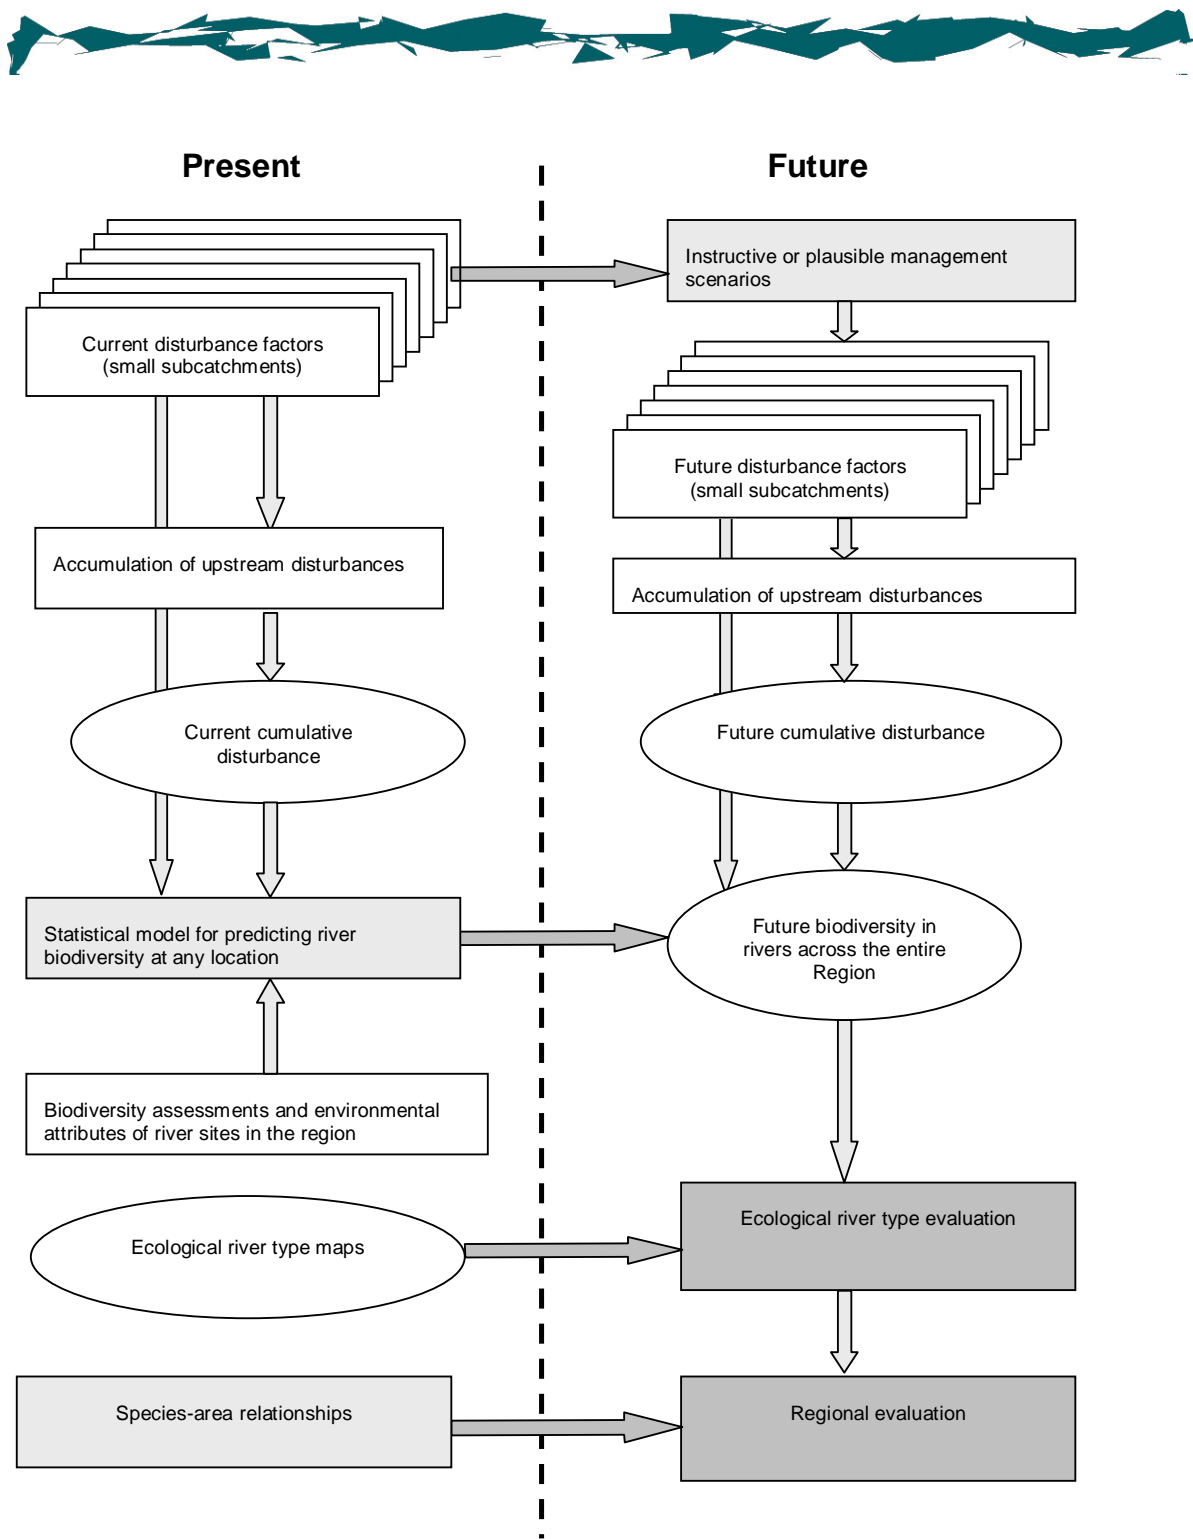 Present
Future
Current disturbance factors
(small subcatchments)
Instructive or plausible management
scenarios
Future disturbance factors
(small subcatchments)
Accumulation of upstream disturbances
Accumulation of upstream disturbances
Current cumulative
disturbance
Future cumulative disturbance
Statistical model for predicting river
biodiversity at any location
Future biodiversity in
rivers across the entire
Region
Biodiversity assessments and environmental
attributes of river sites in the region
Ecological river type maps
Ecological river type evaluation
Species-area relationships
Regional evaluation